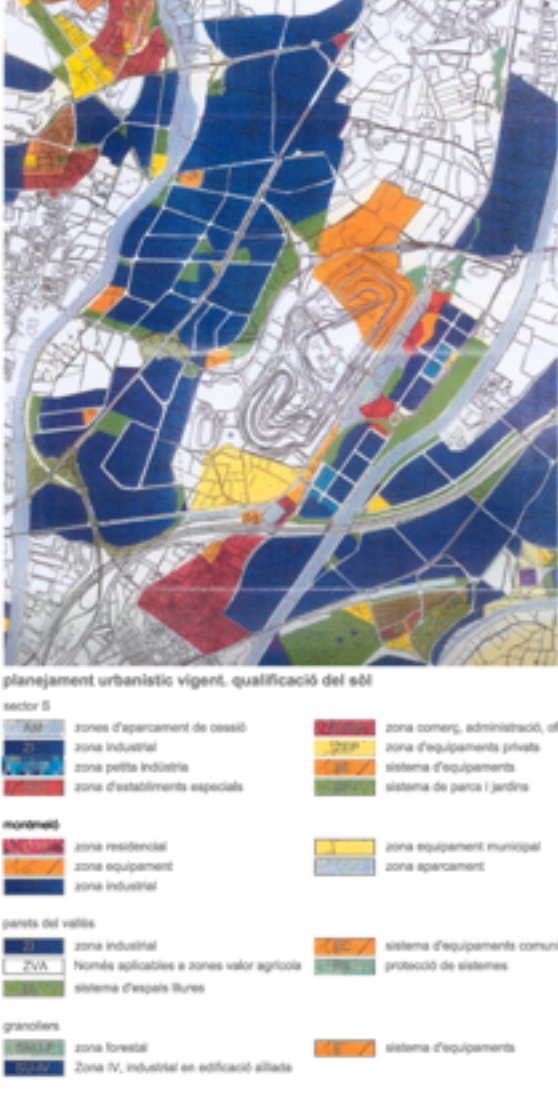 planejament urbanístic vigent. qualificació del sòl
sector S
zones d'aparcament de cessió
zona comerç, administració, of
ZI zona industrial
ZEP zona d'equipaments privats
zona petita indústria
sistema d'equipaments
zona d'establiments especials
sistema de parcs i jardins
montmeló
zona residencial
zona equipament municipal
zona equipament
zona aparcament
zona industrial
parets del vallès
ZI zona industrial
sistema d'equipaments comuni
ZVA Només aplicables a zones valor agrícola
protecció de sistemes
sistema d'espais lliures
granollers
zona forestal
sistema d'equipaments
Zona IV, industrial en edificació aïllada